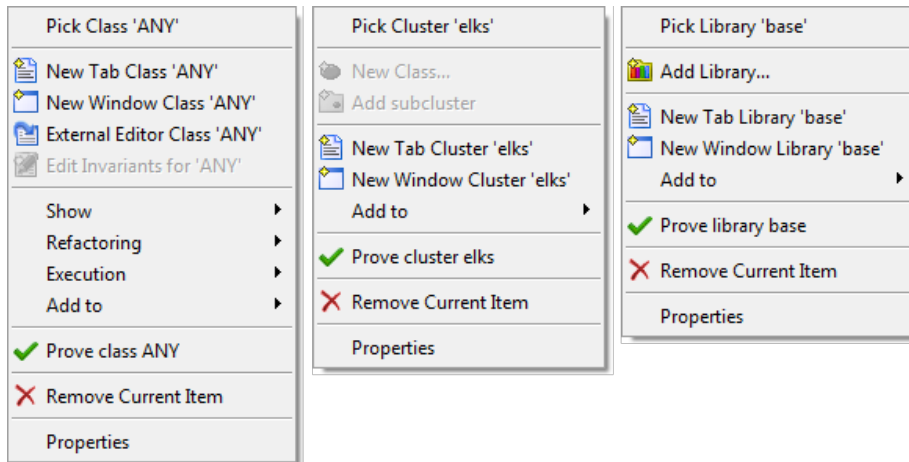 Pick Class 'ANY'
New Tab Class 'ANY'
New Window Class 'ANY'
External Editor Class 'ANY'
Edit Invariants for 'ANY'
Show
Refactoring
Execution
Add to
Prove class ANY
Remove Current Item
Properties
Pick Cluster 'elks'
New Class...
Add subcluster
New Tab Cluster 'elks'
New Window Cluster 'elks'
Add to
Prove cluster elks
Remove Current Item
Properties
Pick Library 'base'
Add Library...
New Tab Library 'base'
New Window Library 'base'
Add to
Prove library base
Remove Current Item
Properties